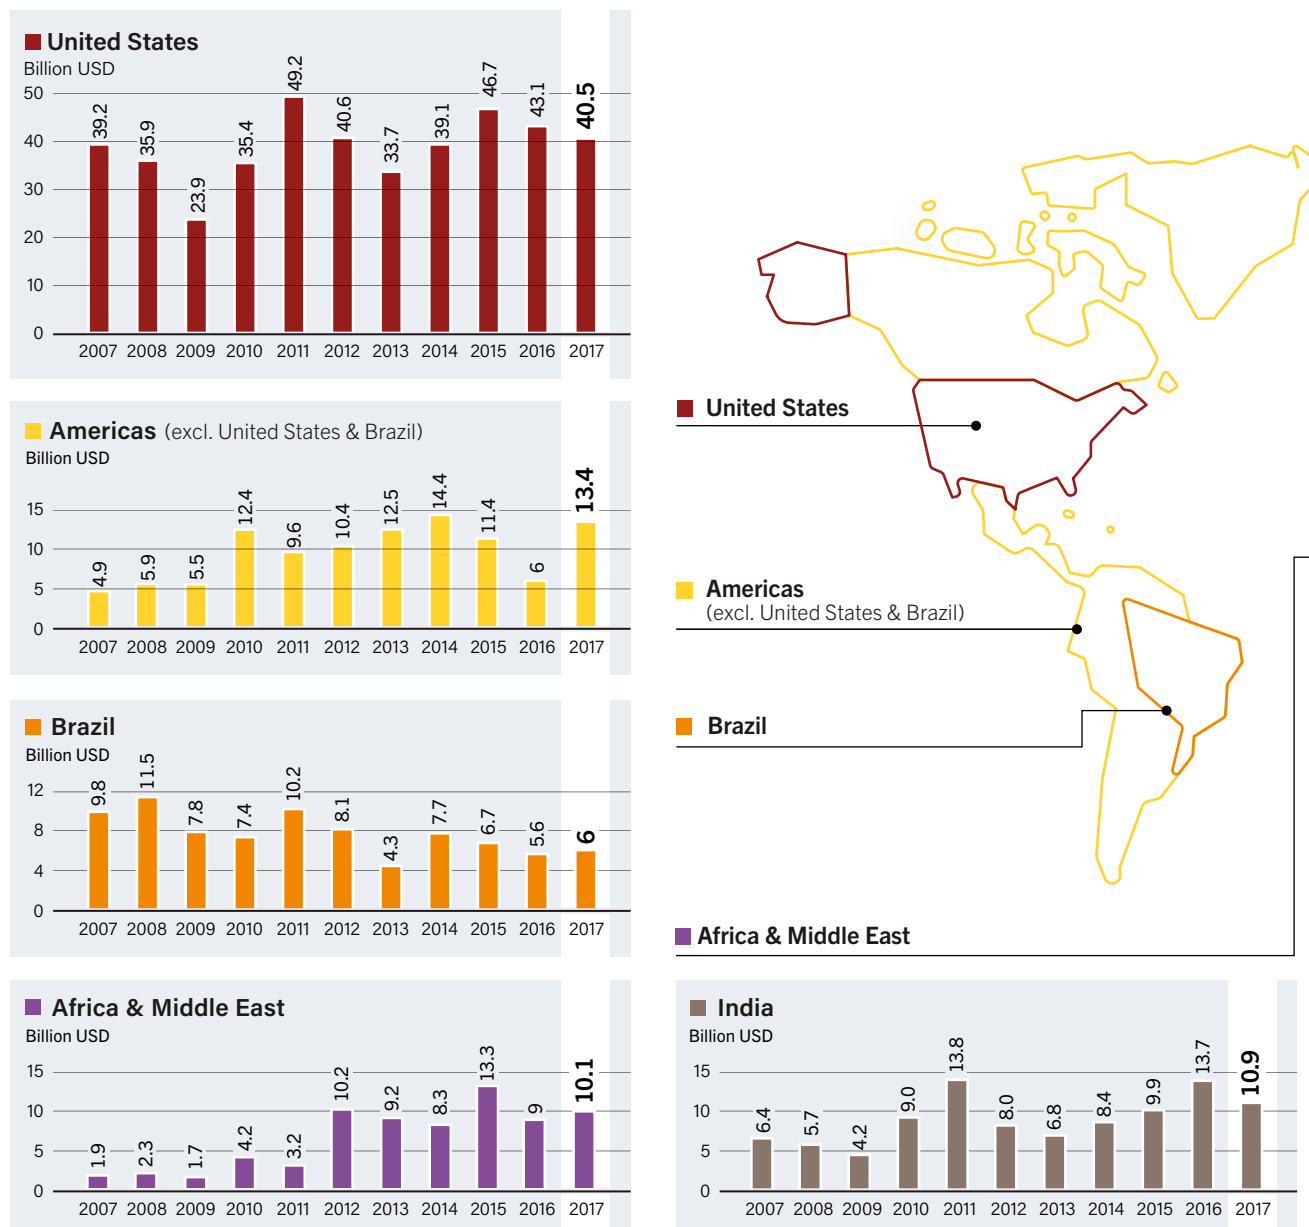 United States
Billion USD
50
40
30
20
10
0
39.2 35.9 23.9 35.4 49.2 40.6 33.7 39.1 46.7 43.1 40.5
2007 2008 2009 2010 2011 2012 2013 2014 2015 2016 2017
Americas (excl. United States & Brazil)
Billion USD
15
10
5
0
4.9 5.9 5.5 12.4 9.6 10.4 12.5 14.4 11.4 6 13.4
2007 2008 2009 2010 2011 2012 2013 2014 2015 2016 2017
Brazil
Billion USD
12
8
4
0
9.8 11.5 7.8 7.4 10.2 8.1 4.3 7.7 6.7 5.6 6
2007 2008 2009 2010 2011 2012 2013 2014 2015 2016 2017
United States
Americas
(excl. United States & Brazil)
Brazil
Africa & Middle East
Africa & Middle East
Billion USD
15
10
5
0
1.9 2.3 1.7 4.2 3.2 10.2 9.2 8.3 13.3 9 10.1
2007 2008 2009 2010 2011 2012 2013 2014 2015 2016 2017
India
Billion USD
15
10
5
0
6.4 5.7 4.2 9.0 13.8 8.0 6.8 8.4 9.9 13.7 10.9
2007 2008 2009 2010 2011 2012 2013 2014 2015 2016 2017